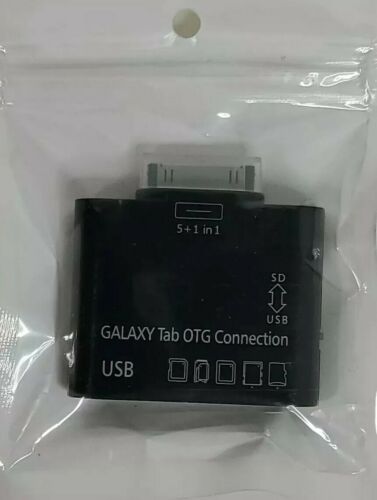 5+1 in 1
SD
USB
GALAXY Tab OTG Connection
USB